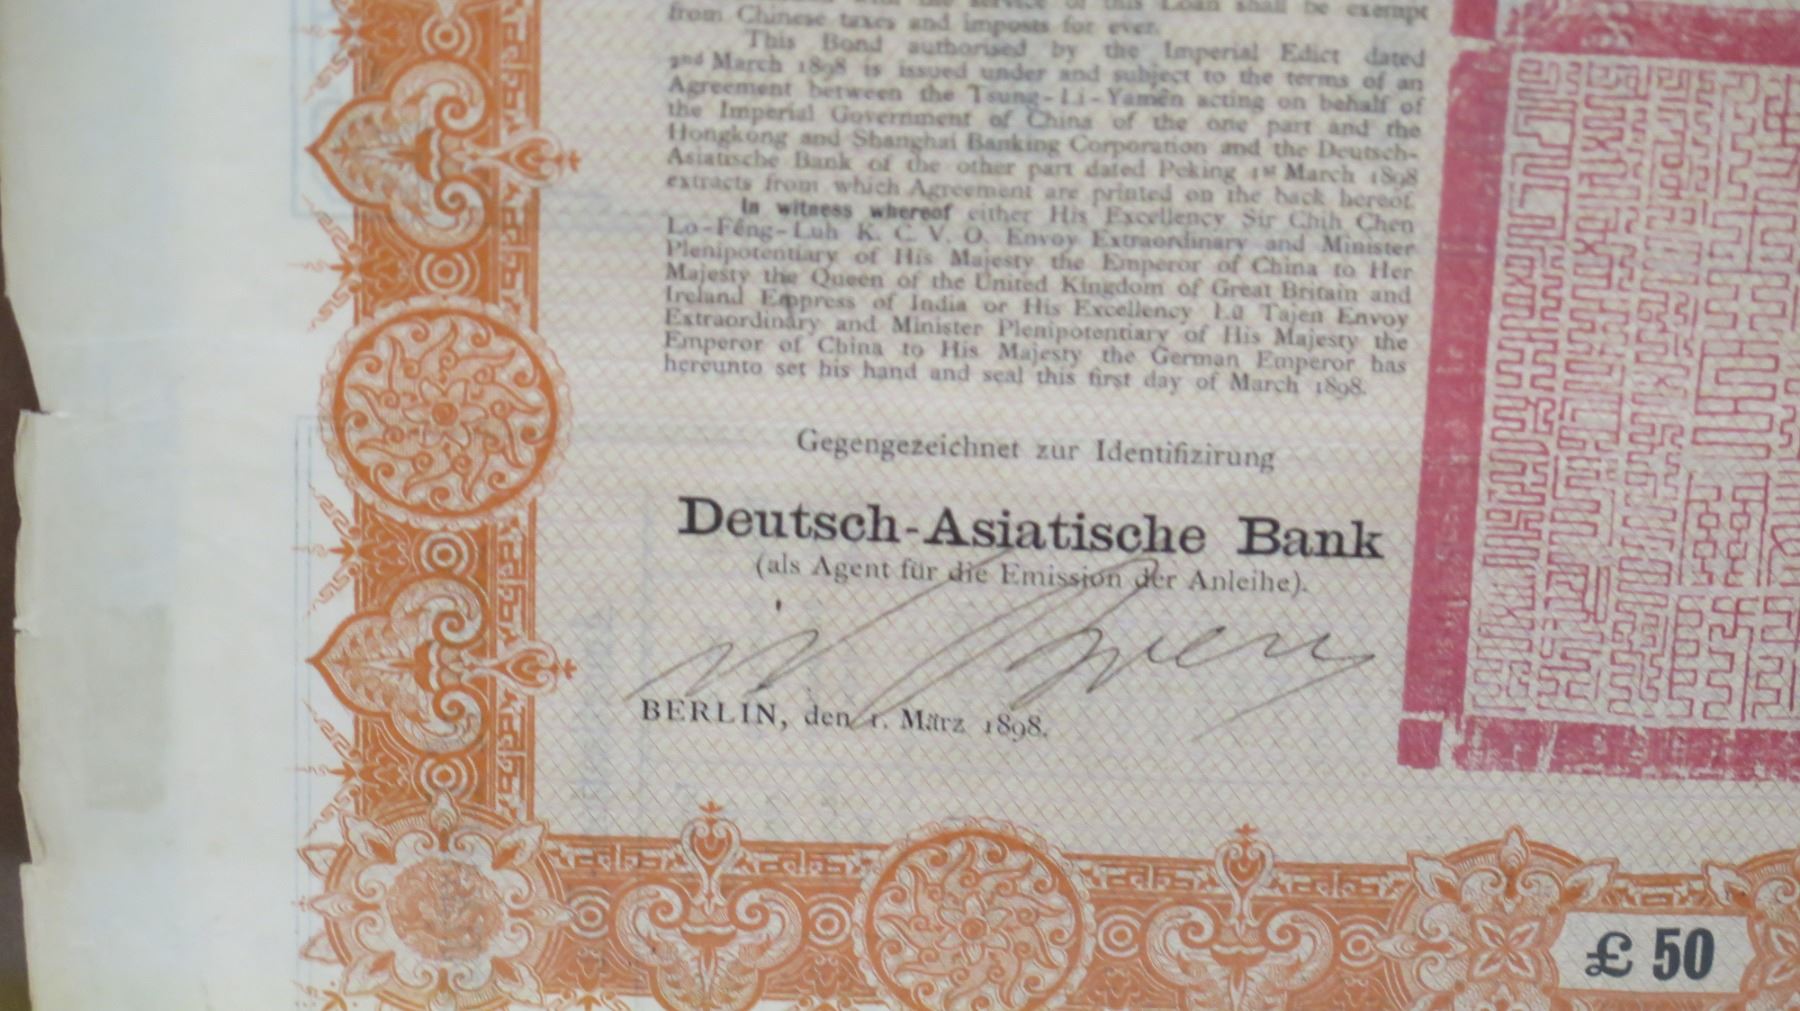 with the service of this Loan shall be exempt
from Chinese taxes and imposts for ever.
This Bond authorised by the Imperial Edict dated
2nd March 1898 is issued under and subject to the terms of an
Agreement between the Tsung-Li-Yamên acting on behalf of
the Imperial Government of China of the one part and the
Hongkong and Shanghai Banking Corporation and the Deutsch-
Asiatische Bank of the other part dated Peking 1st March 1898
extracts from which Agreement are printed on the back hereof.
In witness whereof either His Excellency Sir Chih Chen
Lo-Fêng-Luh K. C. V. O. Envoy Extraordinary and Minister
Plenipotentiary of His Majesty the Emperor of China to Her
Majesty the Queen of the United Kingdom of Great Britain and
Ireland Empress of India or His Excellency Lü Tajen Envoy
Extraordinary and Minister Plenipotentiary of His Majesty the
Emperor of China to His Majesty the German Emperor has
hereunto set his hand and seal this first day of March 1898.
Gegengezeichnet zur Identifizirung
Deutsch-Asiatische Bank
(als Agent für die Emission der Anleihe).
BERLIN, den 1. März 1898.
£ 50